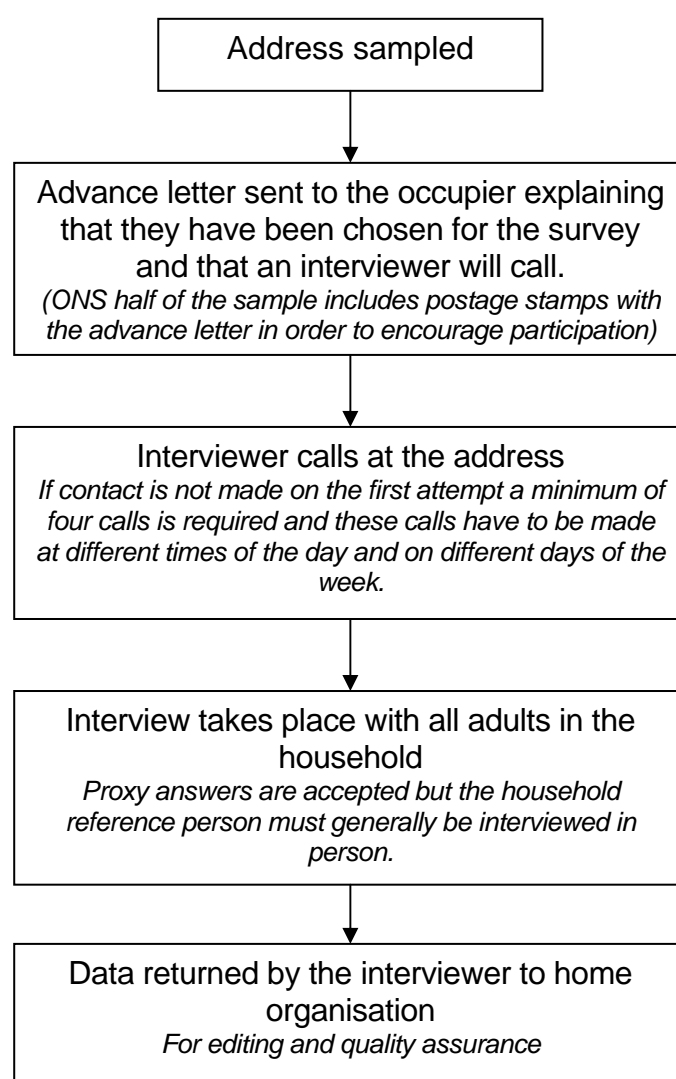 Address sampled
Advance letter sent to the occupier explaining
that they have been chosen for the survey
and that an interviewer will call.
(ONS half of the sample includes postage stamps with
the advance letter in order to encourage participation)
Interviewer calls at the address
If contact is not made on the first attempt a minimum of
four calls is required and these calls have to be made
at different times of the day and on different days of the
week.
Interview takes place with all adults in the
household
Proxy answers are accepted but the household
reference person must generally be interviewed in
person.
Data returned by the interviewer to home
organisation
For editing and quality assurance